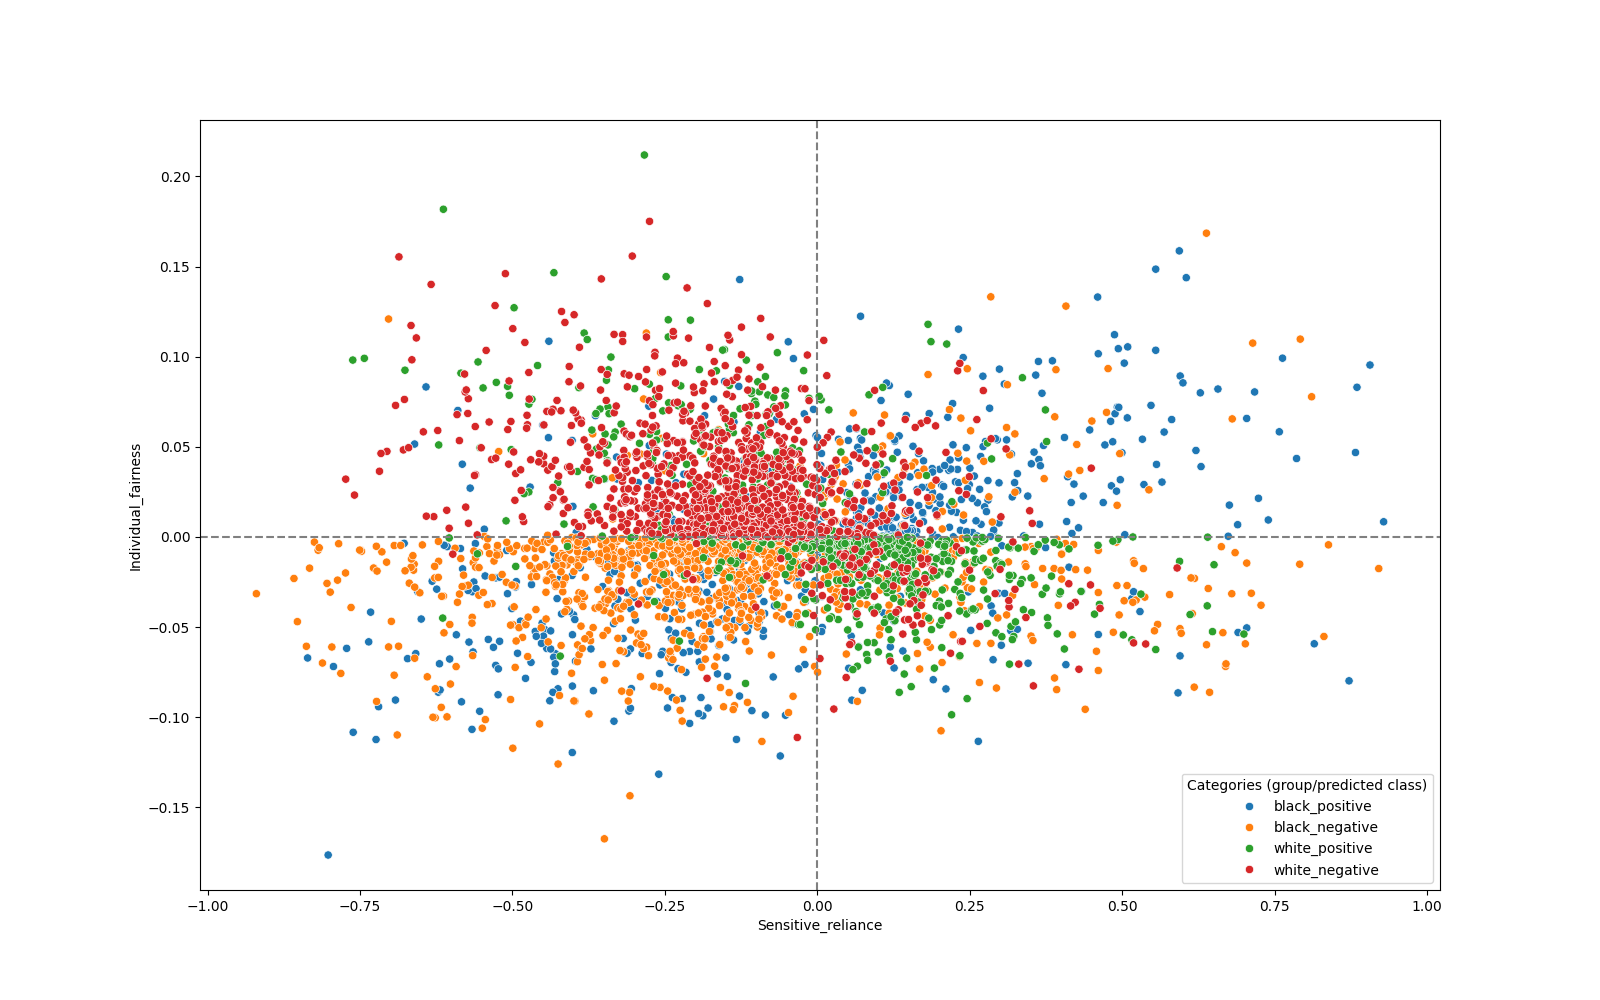 0.20
0.15
0.10
0.05
0.00
−0.05
−0.10
−0.15
Individual_fairness
−1.00 −0.75 −0.50 −0.25 0.00 0.25 0.50 0.75 1.00
Sensitive_reliance
Categories (group/predicted class)
black_positive
black_negative
white_positive
white_negative